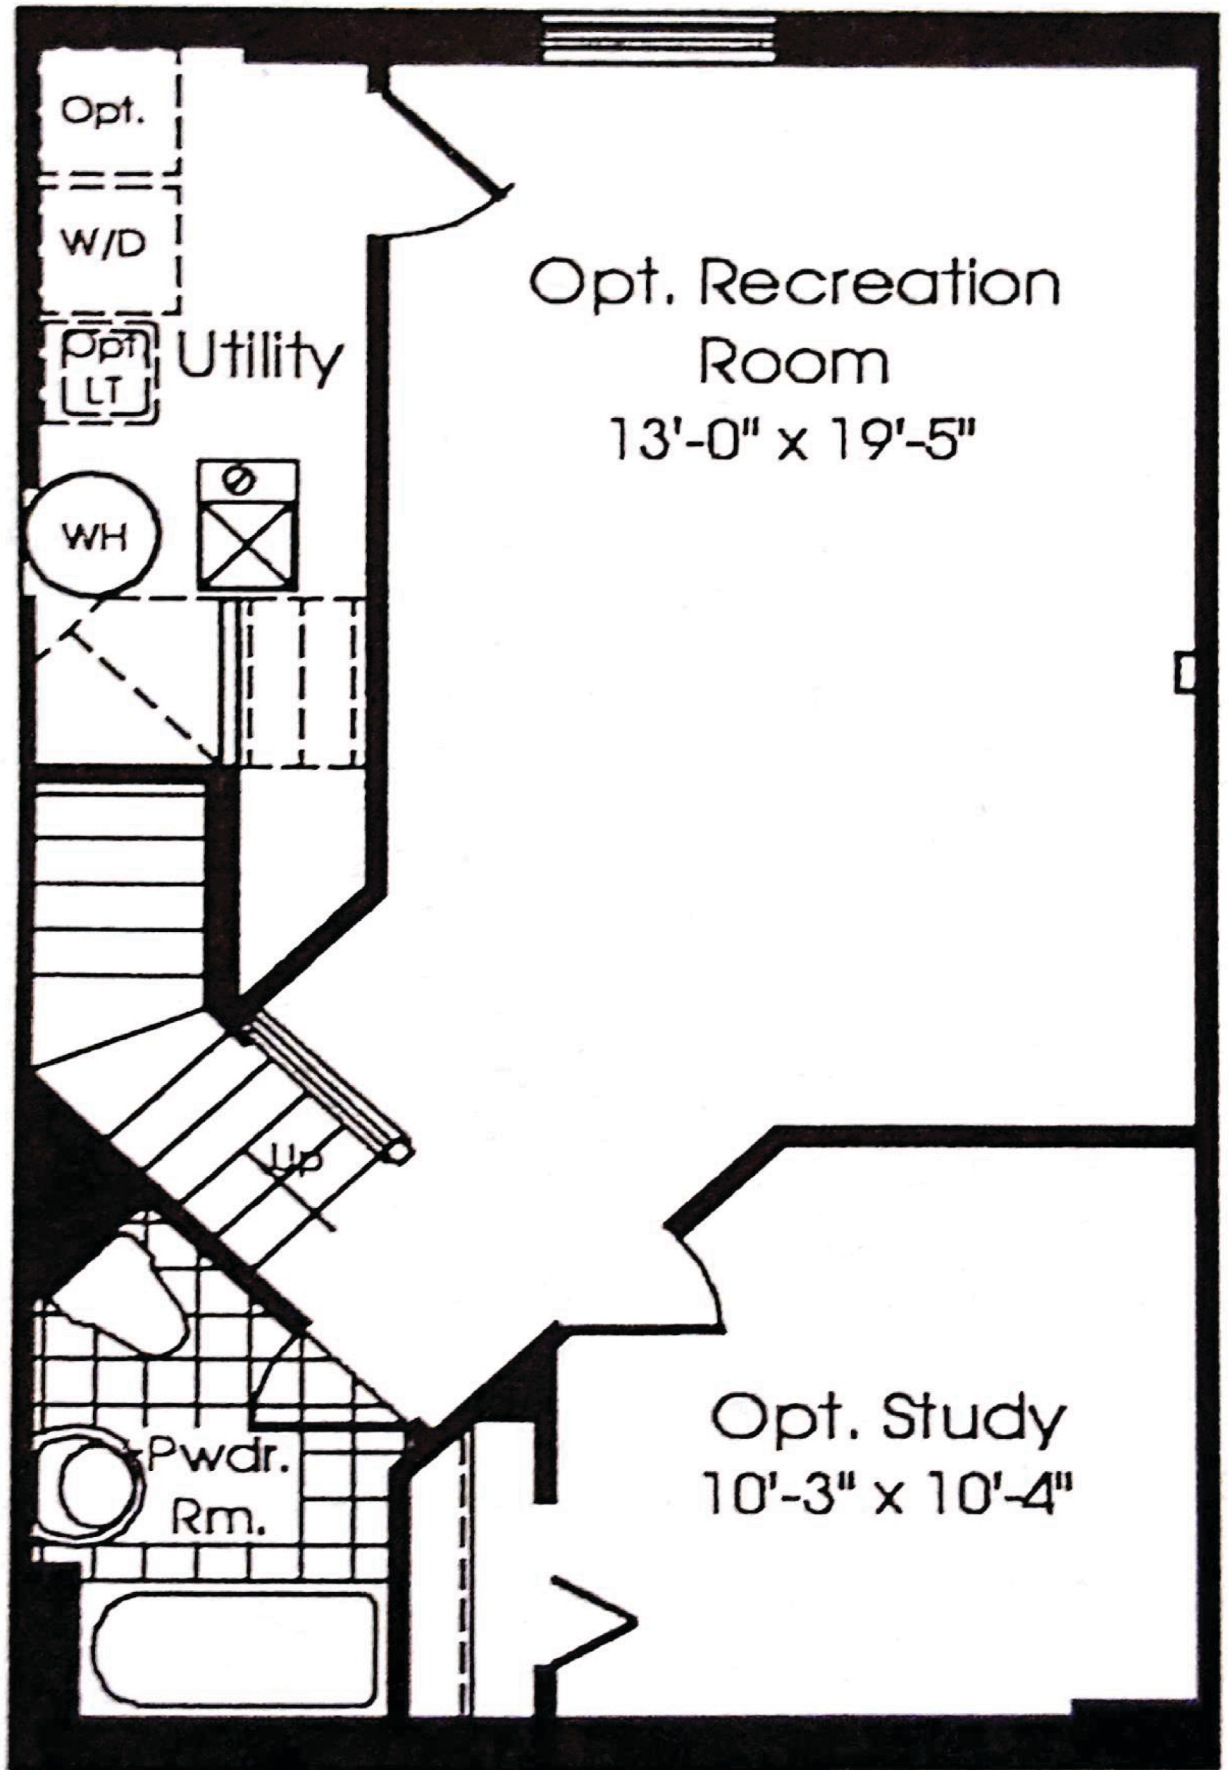 Opt.
W/D
Opt
LT
Utility
WH
Opt. Recreation
Room
13'-0" x 19'-5"
Up
Opt. Study
10'-3" x 10'-4"
Pwdr.
Rm.